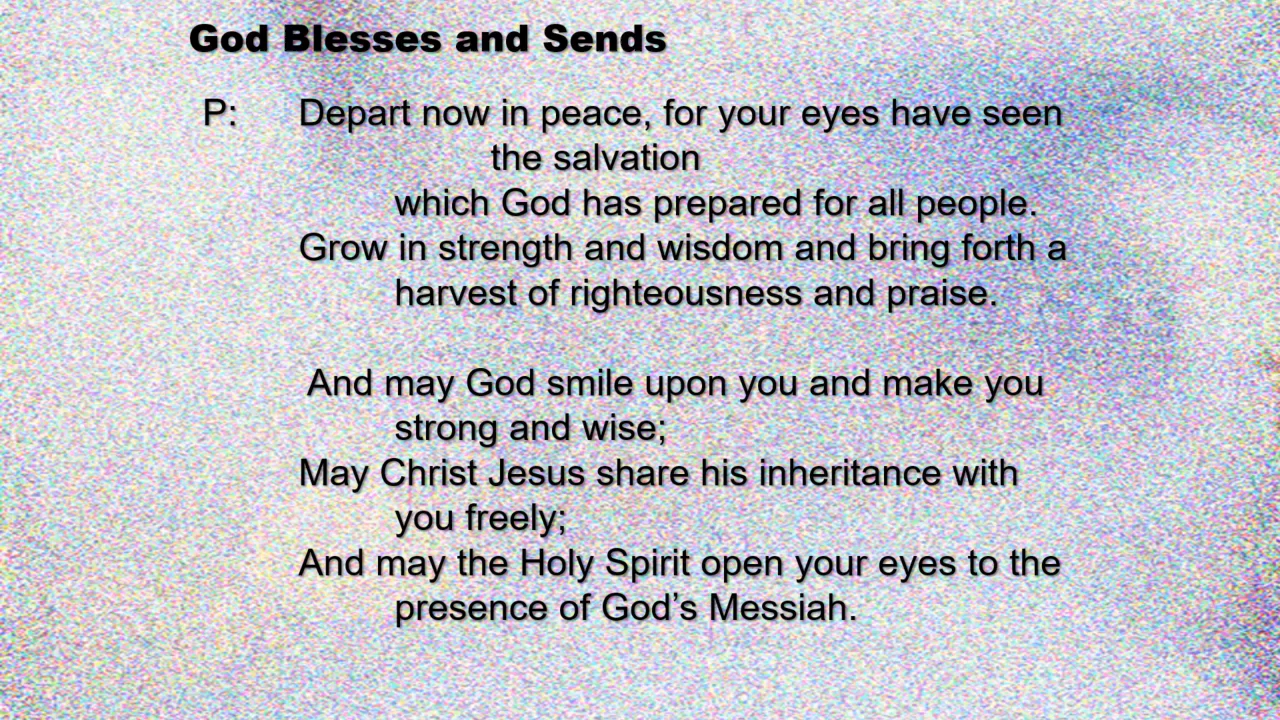 God Blesses and Sends
P: Depart now in peace, for your eyes have seen
the salvation
which God has prepared for all people.
Grow in strength and wisdom and bring forth a
harvest of righteousness and praise.
And may God smile upon you and make you
strong and wise;
May Christ Jesus share his inheritance with
you freely;
And may the Holy Spirit open your eyes to the
presence of God’s Messiah.